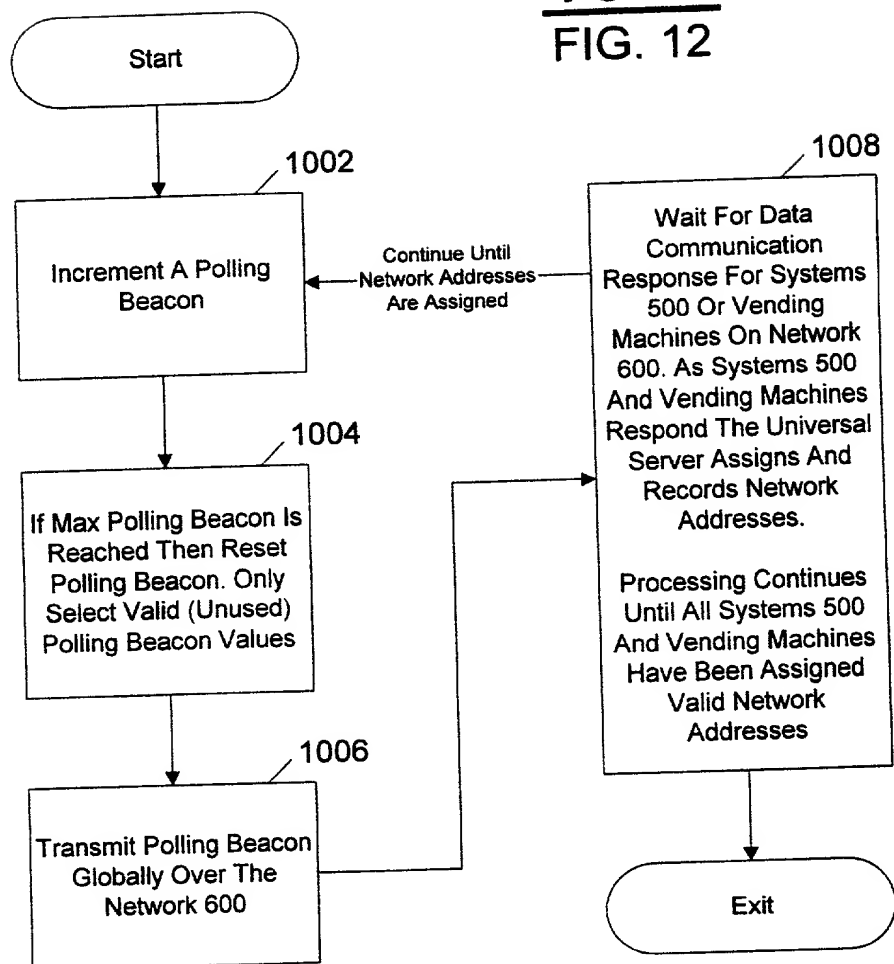 FIG. 12
Start
1002
Increment A Polling
Beacon
Continue Until
Network Addresses
Are Assigned
1004
If Max Polling Beacon Is
Reached Then Reset
Polling Beacon. Only
Select Valid (Unused)
Polling Beacon Values
1006
Transmit Polling Beacon
Globally Over The
Network 600
1008
Wait For Data
Communication
Response For Systems
500 Or Vending
Machines On Network
600. As Systems 500
And Vending Machines
Respond The Universal
Server Assigns And
Records Network
Addresses.
Processing Continues
Until All Systems 500
And Vending Machines
Have Been Assigned
Valid Network
Addresses
Exit